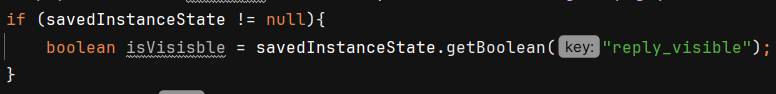 if (savedInstanceState != null){
boolean isVisisble = savedInstanceState.getBoolean( key: "reply_visible");
}